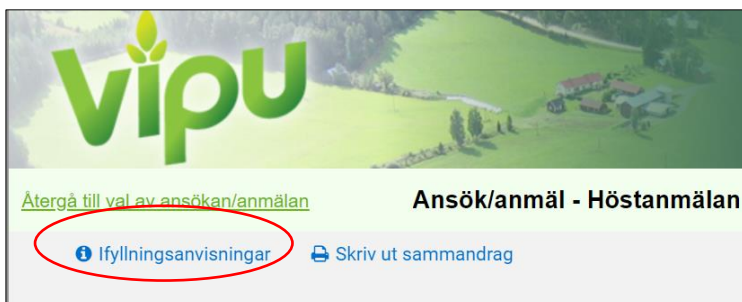 Vipu
Återgå till val av ansökan/anmälan Ansök/anmäl - Höstanmälan
Ifyllningsanvisningar Skriv ut sammandrag